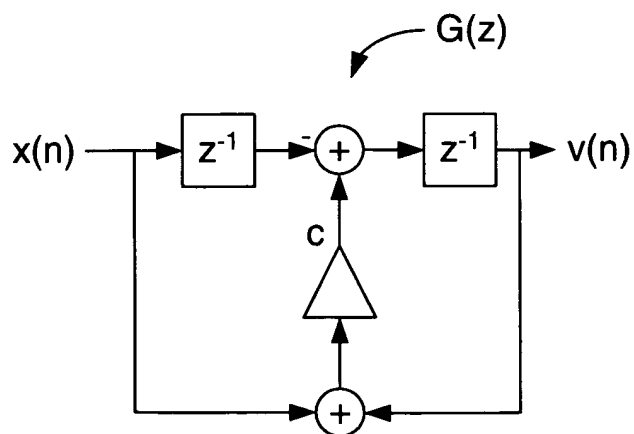 G(z)
x(n)
z⁻¹
-
+
z⁻¹
v(n)
c
+